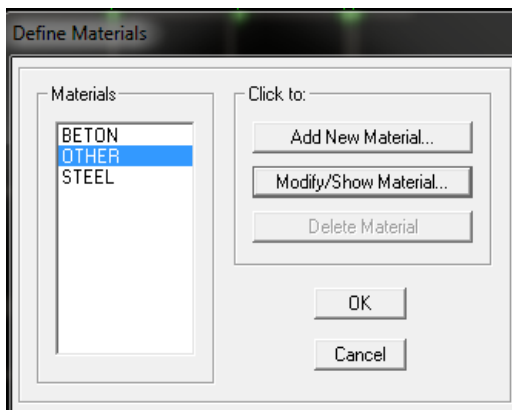 Define Materials
Materials
BETON
OTHER
STEEL
Click to:
Add New Material...
Modify/Show Material...
Delete Material
OK
Cancel